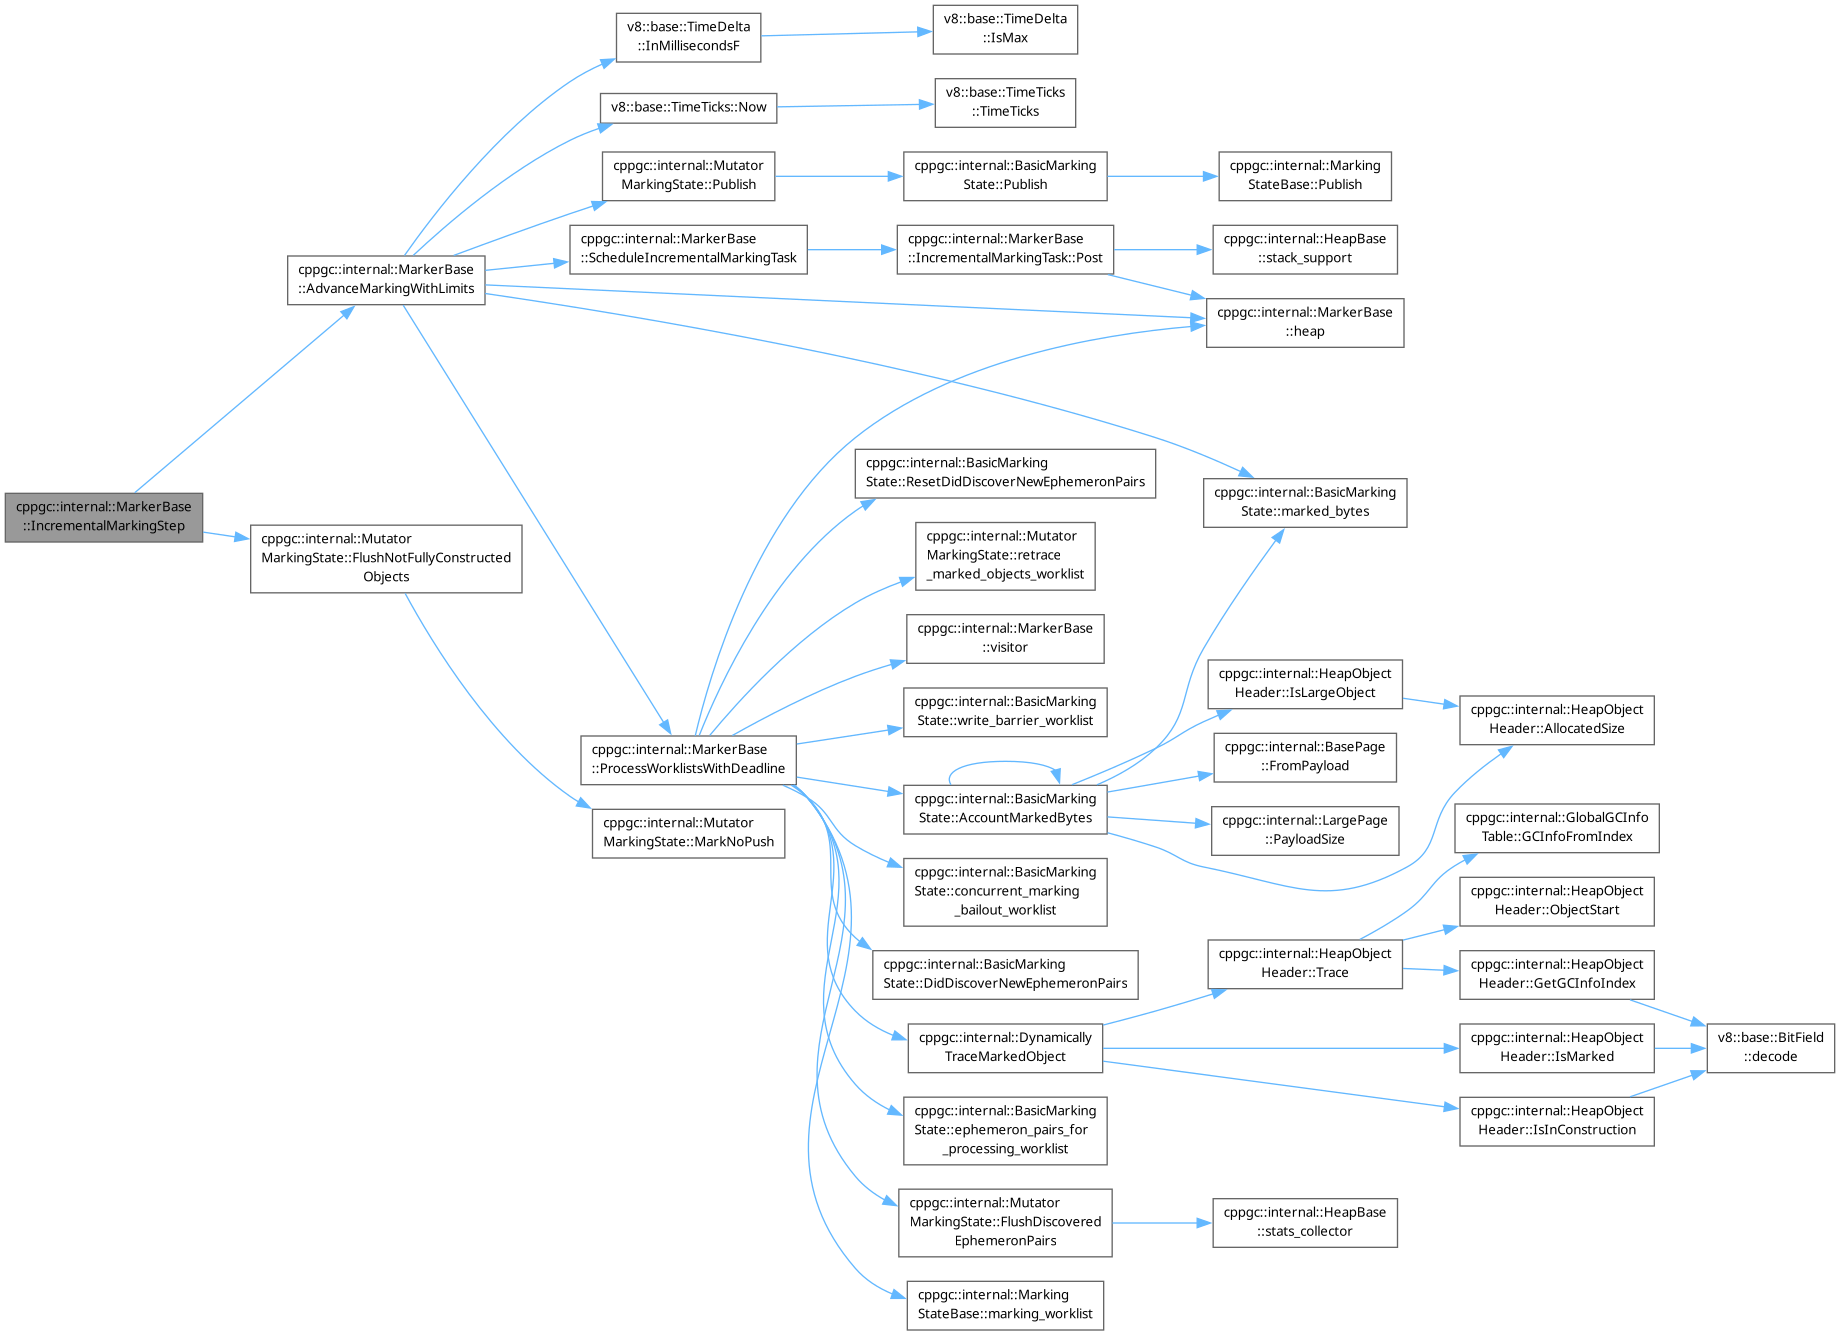 v8::base::TimeDelta
::InMillisecondsF
v8::base::TimeDelta
::IsMax
v8::base::TimeTicks::Now
v8::base::TimeTicks
::TimeTicks
cppgc::internal::Mutator
MarkingState::Publish
cppgc::internal::BasicMarking
State::Publish
cppgc::internal::Marking
StateBase::Publish
cppgc::internal::MarkerBase
::ScheduleIncrementalMarkingTask
cppgc::internal::MarkerBase
::IncrementalMarkingTask::Post
cppgc::internal::HeapBase
::stack_support
cppgc::internal::MarkerBase
::AdvanceMarkingWithLimits
cppgc::internal::MarkerBase
::heap
cppgc::internal::BasicMarking
State::ResetDidDiscoverNewEphemeronPairs
cppgc::internal::BasicMarking
State::marked_bytes
cppgc::internal::MarkerBase
::IncrementalMarkingStep
cppgc::internal::Mutator
MarkingState::FlushNotFullyConstructed
Objects
cppgc::internal::Mutator
MarkingState::retrace
_marked_objects_worklist
cppgc::internal::MarkerBase
::visitor
cppgc::internal::HeapObject
Header::IsLargeObject
cppgc::internal::BasicMarking
State::write_barrier_worklist
cppgc::internal::HeapObject
Header::AllocatedSize
cppgc::internal::MarkerBase
::ProcessWorklistsWithDeadline
cppgc::internal::BasePage
::FromPayload
cppgc::internal::BasicMarking
State::AccountMarkedBytes
cppgc::internal::LargePage
::PayloadSize
cppgc::internal::GlobalGCInfo
Table::GCInfoFromIndex
cppgc::internal::Mutator
MarkingState::MarkNoPush
cppgc::internal::BasicMarking
State::concurrent_marking
_bailout_worklist
cppgc::internal::HeapObject
Header::ObjectStart
cppgc::internal::BasicMarking
State::DidDiscoverNewEphemeronPairs
cppgc::internal::HeapObject
Header::Trace
cppgc::internal::HeapObject
Header::GetGCInfoIndex
cppgc::internal::Dynamically
TraceMarkedObject
cppgc::internal::HeapObject
Header::IsMarked
v8::base::BitField
::decode
cppgc::internal::BasicMarking
State::ephemeron_pairs_for
_processing_worklist
cppgc::internal::HeapObject
Header::IsInConstruction
cppgc::internal::Mutator
MarkingState::FlushDiscovered
EphemeronPairs
cppgc::internal::HeapBase
::stats_collector
cppgc::internal::Marking
StateBase::marking_worklist